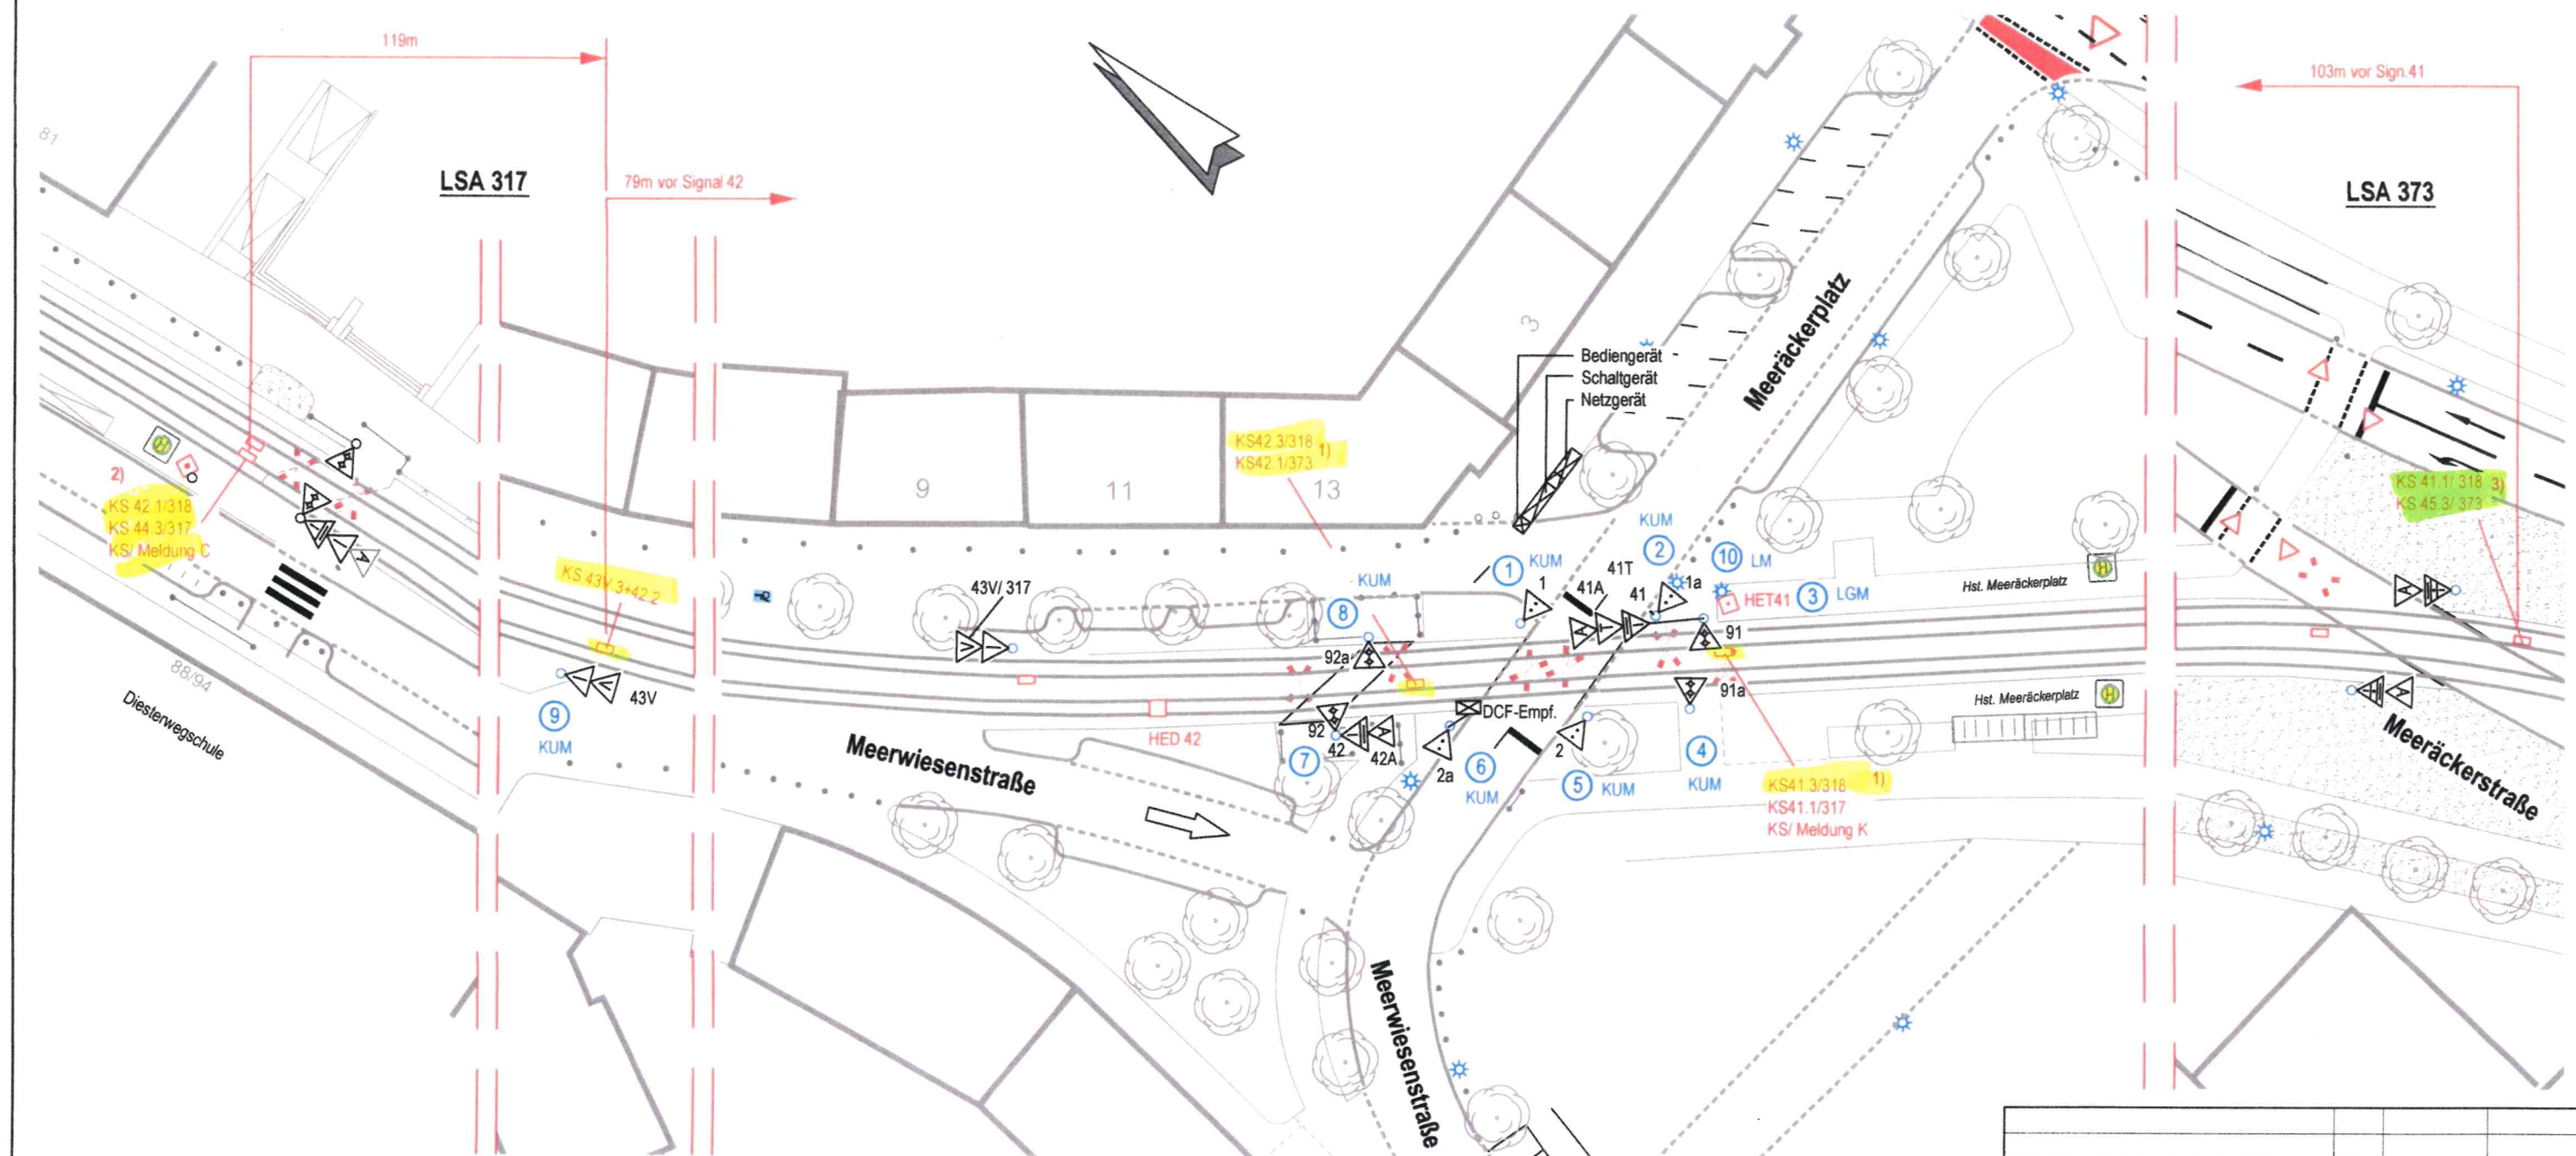 119m
103m vor Sign.41
81
LSA 317
79m vor Signal 42
LSA 373
Meeräckerplatz
3
Bediengerät
Schaltgerät
Netzgerät
KS42.3/318
KS42.1/373
1)
9
11
13
2)
KS 42 1/318
KS 44 3/317
KS/ Meldung C
KS 41.1/ 318 3)
KS 45.3/ 373
H
A
KS 43V 3+42.2
43V/ 317
8
KUM
1
KUM
1
41A
41T
41
2
KUM
1a
10
LM
HET41
3
LGM
Hst. Meeräckerplatz
H
A
91
92a
A
T
43V
9
KUM
88/94
Diesterwegschule
HED 42
92
42
A
42A
7
DCF-Empf.
2a
6
KUM
2
5
KUM
91a
4
KUM
Hst. Meeräckerplatz
H
A
Meeräckerstraße
Meerwiesenstraße
KS41.3/318
1)
KS41.1/317
KS/ Meldung K
Meerwiesenstraße